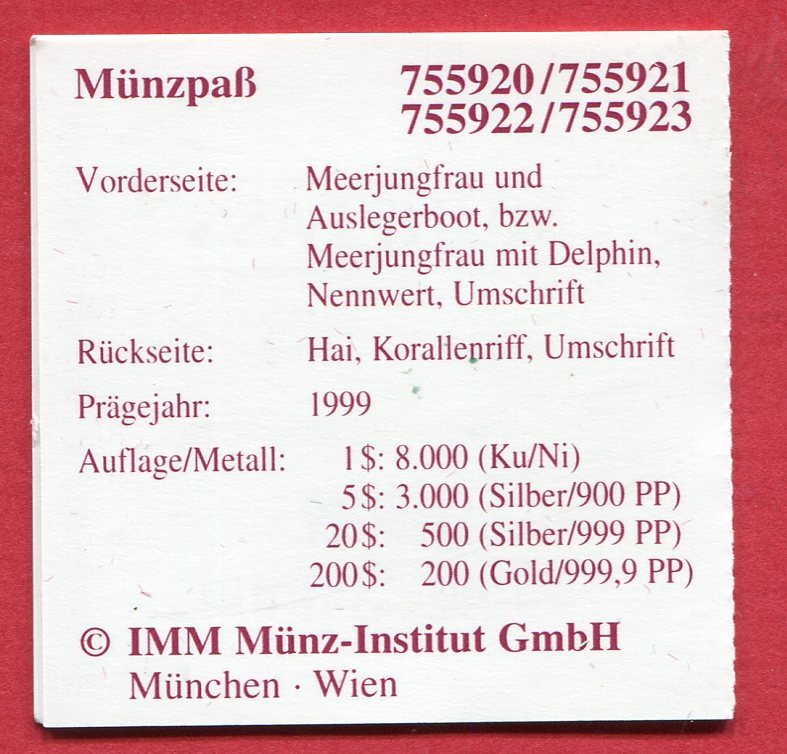 Münzpaß 755920/755921
755922/755923
Vorderseite: Meerjungfrau und
Auslegerboot, bzw.
Meerjungfrau mit Delphin,
Nennwert, Umschrift
Rückseite: Hai, Korallenriff, Umschrift
Prägejahr: 1999
Auflage/Metall: 1$: 8.000 (Ku/Ni)
5$: 3.000 (Silber/900 PP)
20$: 500 (Silber/999 PP)
200$: 200 (Gold/999,9 PP)
© IMM Münz-Institut GmbH
München · Wien